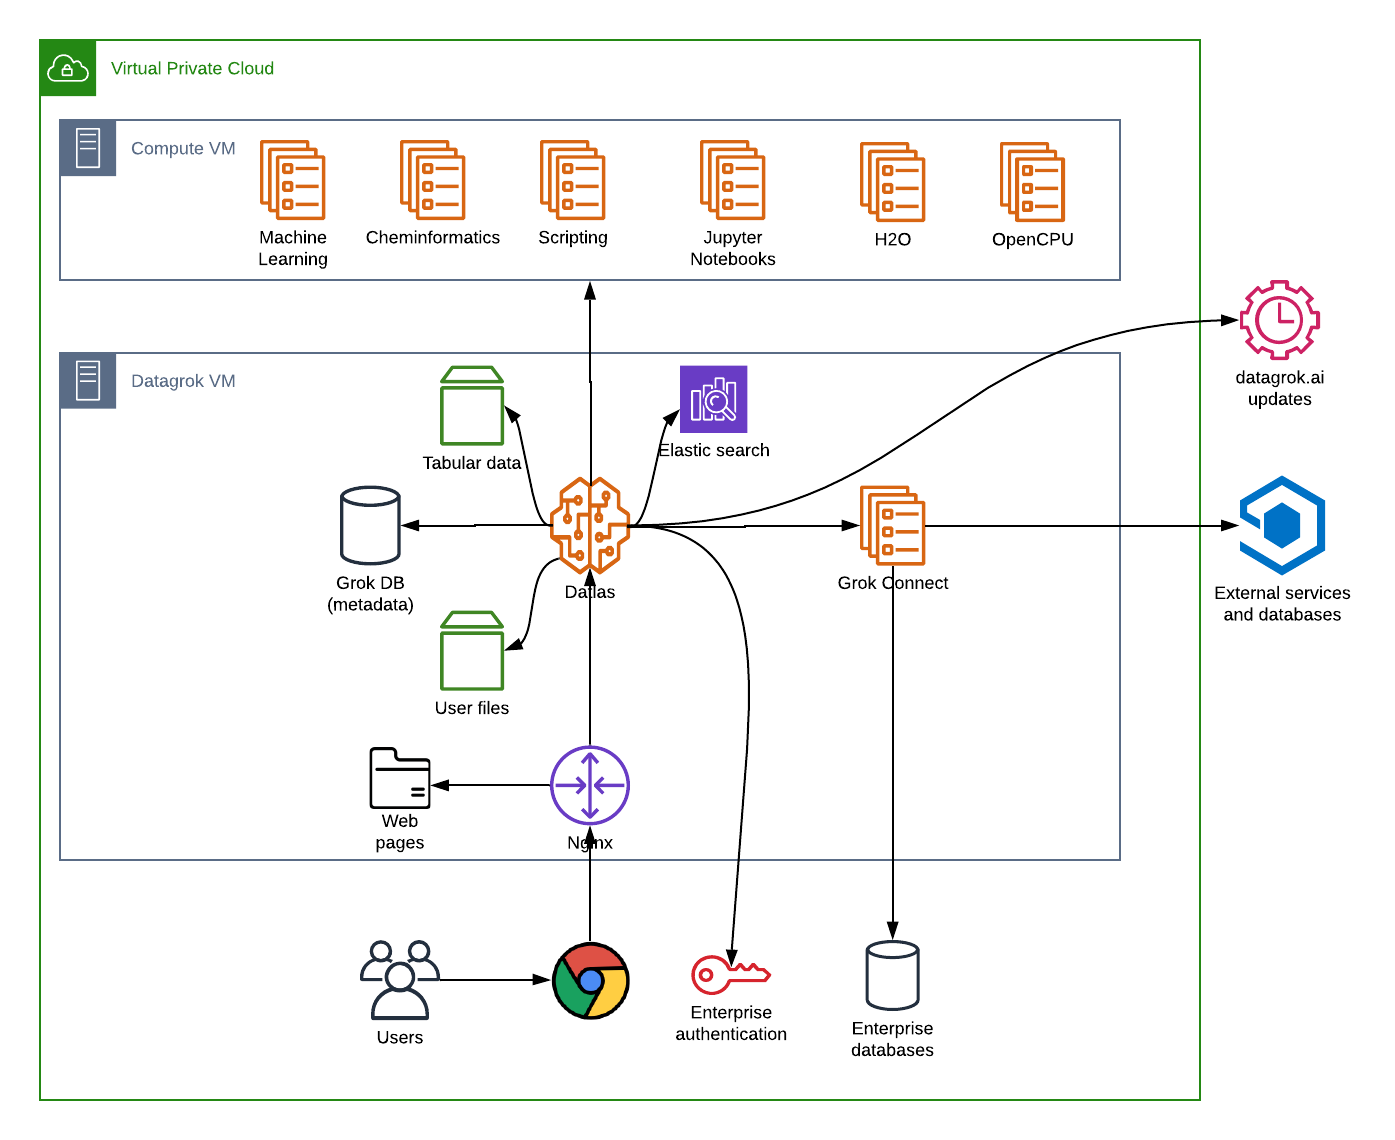 Virtual Private Cloud
Compute VM
Machine
Learning
Cheminformatics
Scripting
Jupyter
Notebooks
H2O
OpenCPU
datagrok.ai
updates
Datagrok VM
Tabular data
Elastic search
Grok DB
(metadata)
Datlas
Grok Connect
External services
and databases
User files
Web
pages
Nginx
Users
Enterprise
authentication
Enterprise
databases